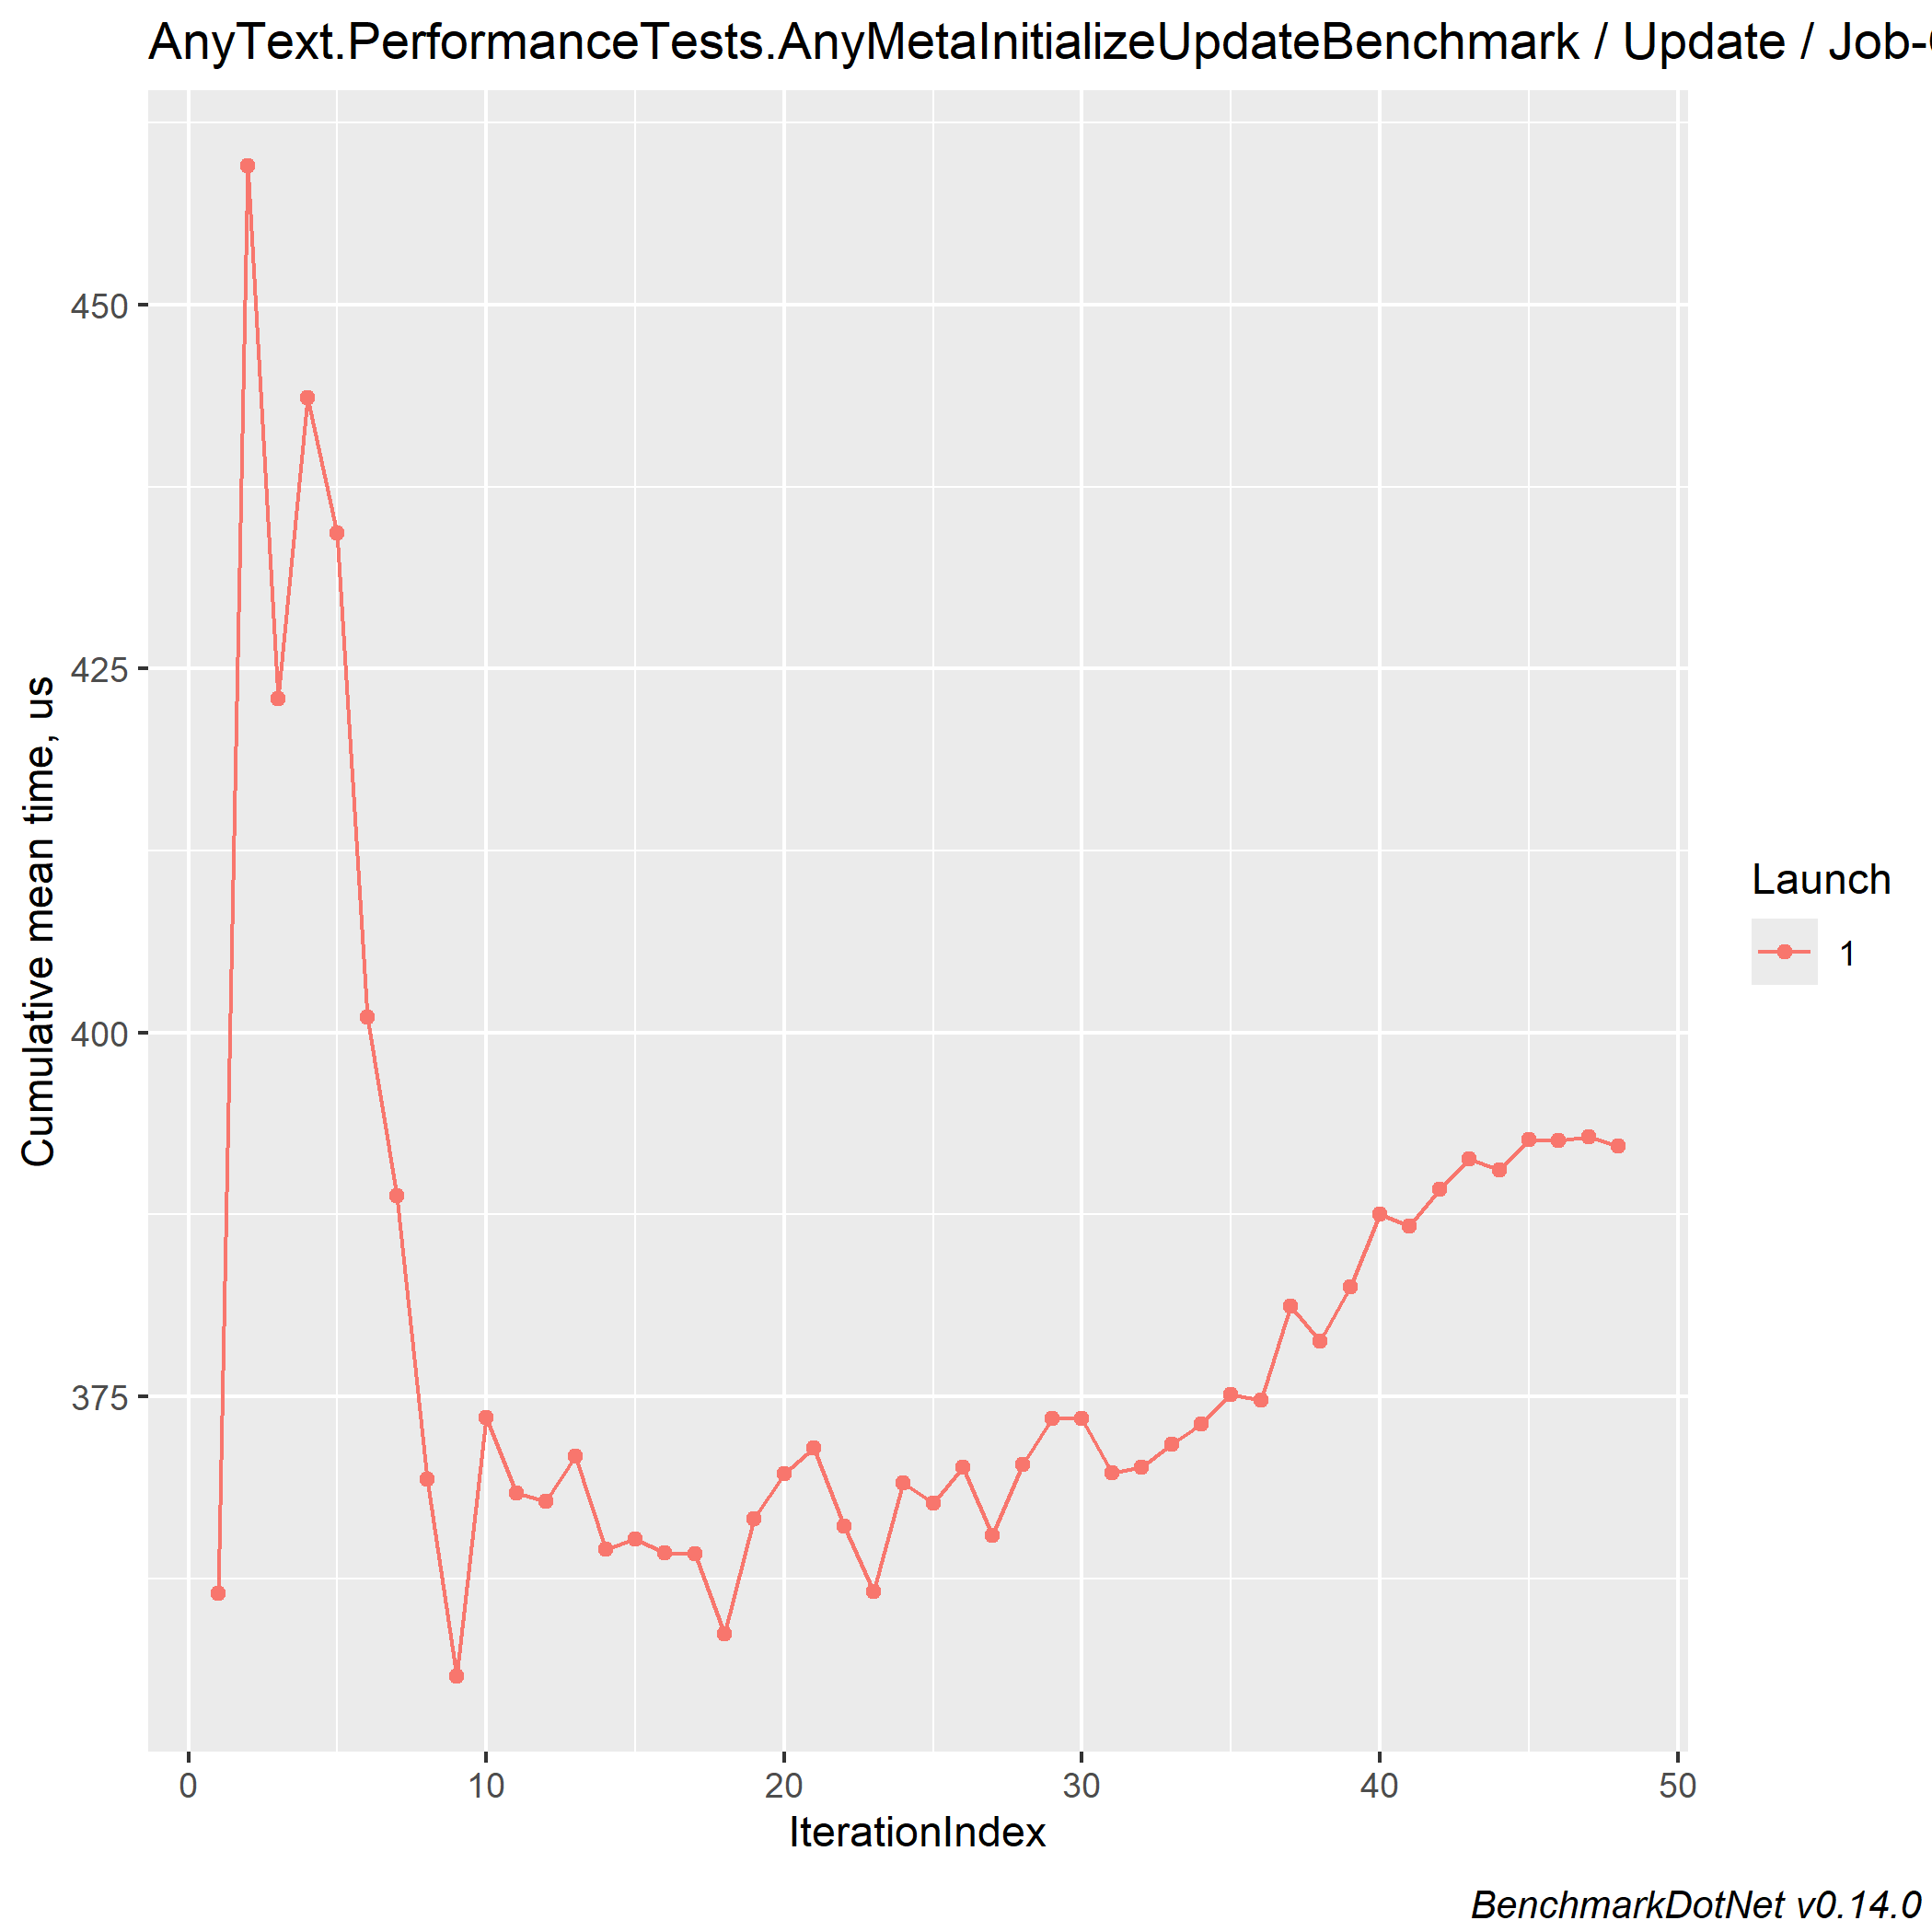 AnyText.PerformanceTests.AnyMetaInitializeUpdateBenchmark / Update / Job-
Cumulative mean time, us
450
425
400
375
0 10 20 30 40 50
IterationIndex
Launch
1
BenchmarkDotNet v0.14.0